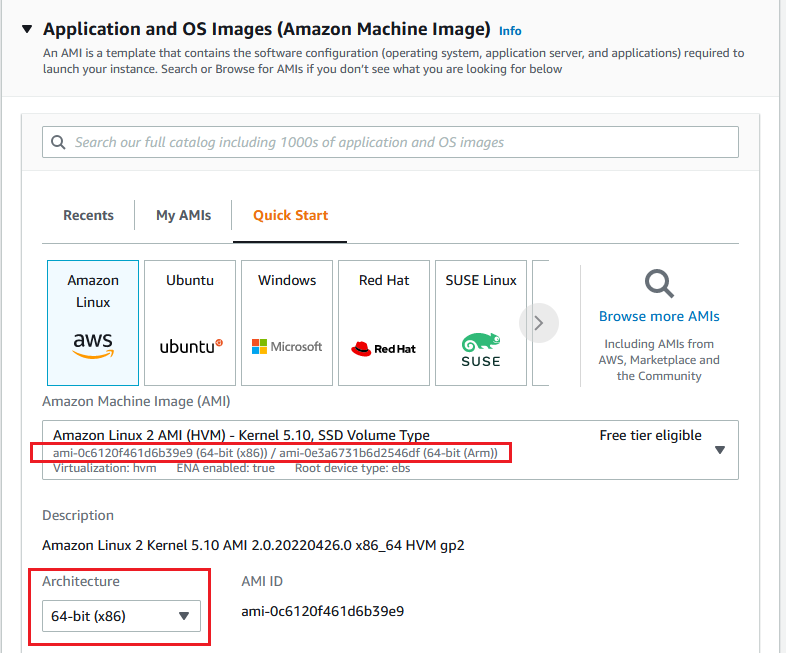 Application and OS Images (Amazon Machine Image) Info
An AMI is a template that contains the software configuration (operating system, application server, and applications) required to
launch your instance. Search or Browse for AMIs if you don't see what you are looking for below
Search our full catalog including 1000s of application and OS images
Recents
My AMIs
Quick Start
Amazon
Linux
aws
Ubuntu
ubuntu
Windows
Microsoft
Red Hat
Red Hat
SUSE Linux
SUSE
Browse more AMIs
Including AMIs from
AWS, Marketplace and
the Community
Amazon Machine Image (AMI)
Amazon Linux 2 AMI (HVM) - Kernel 5.10, SSD Volume Type
Free tier eligible
ami-0c6120f461d6b39e9 (64-bit (x86)) / ami-0e3a6731b6d2546df (64-bit (Arm))
Virtualization: hvm ENA enabled: true Root device type: ebs
Description
Amazon Linux 2 Kernel 5.10 AMI 2.0.20220426.0 x86_64 HVM gp2
Architecture
64-bit (x86)
AMI ID
ami-0c6120f461d6b39e9